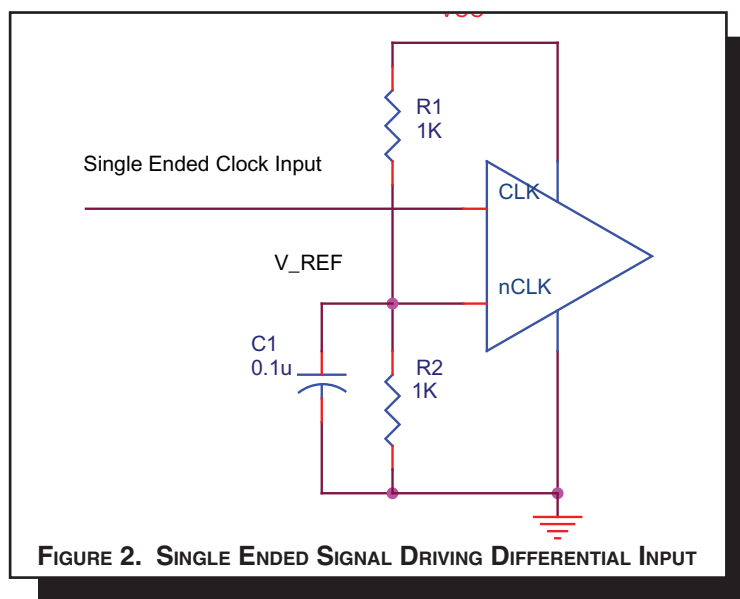 R1
1K
Single Ended Clock Input
CLK
V_REF
nCLK
C1
0.1u
R2
1K
FIGURE 2. SINGLE ENDED SIGNAL DRIVING DIFFERENTIAL INPUT